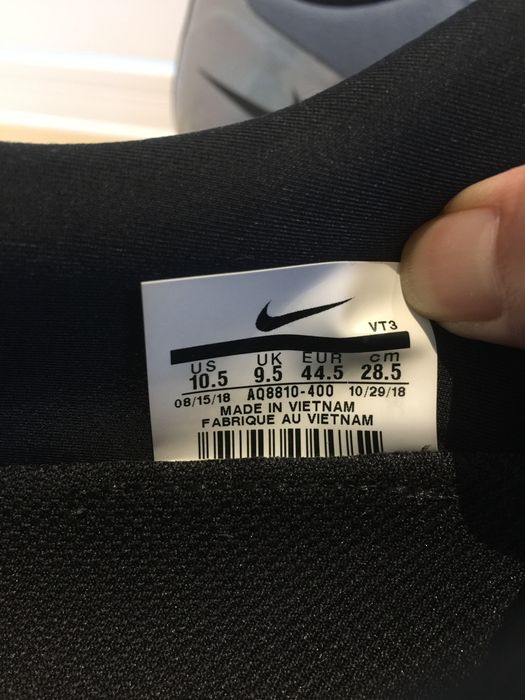 VT3
US UK EUR cm
10.5 9.5 44.5 28.5
08/15/18 AQ8810-400 10/29/18
MADE IN VIETNAM
FABRIQUE AU VIETNAM